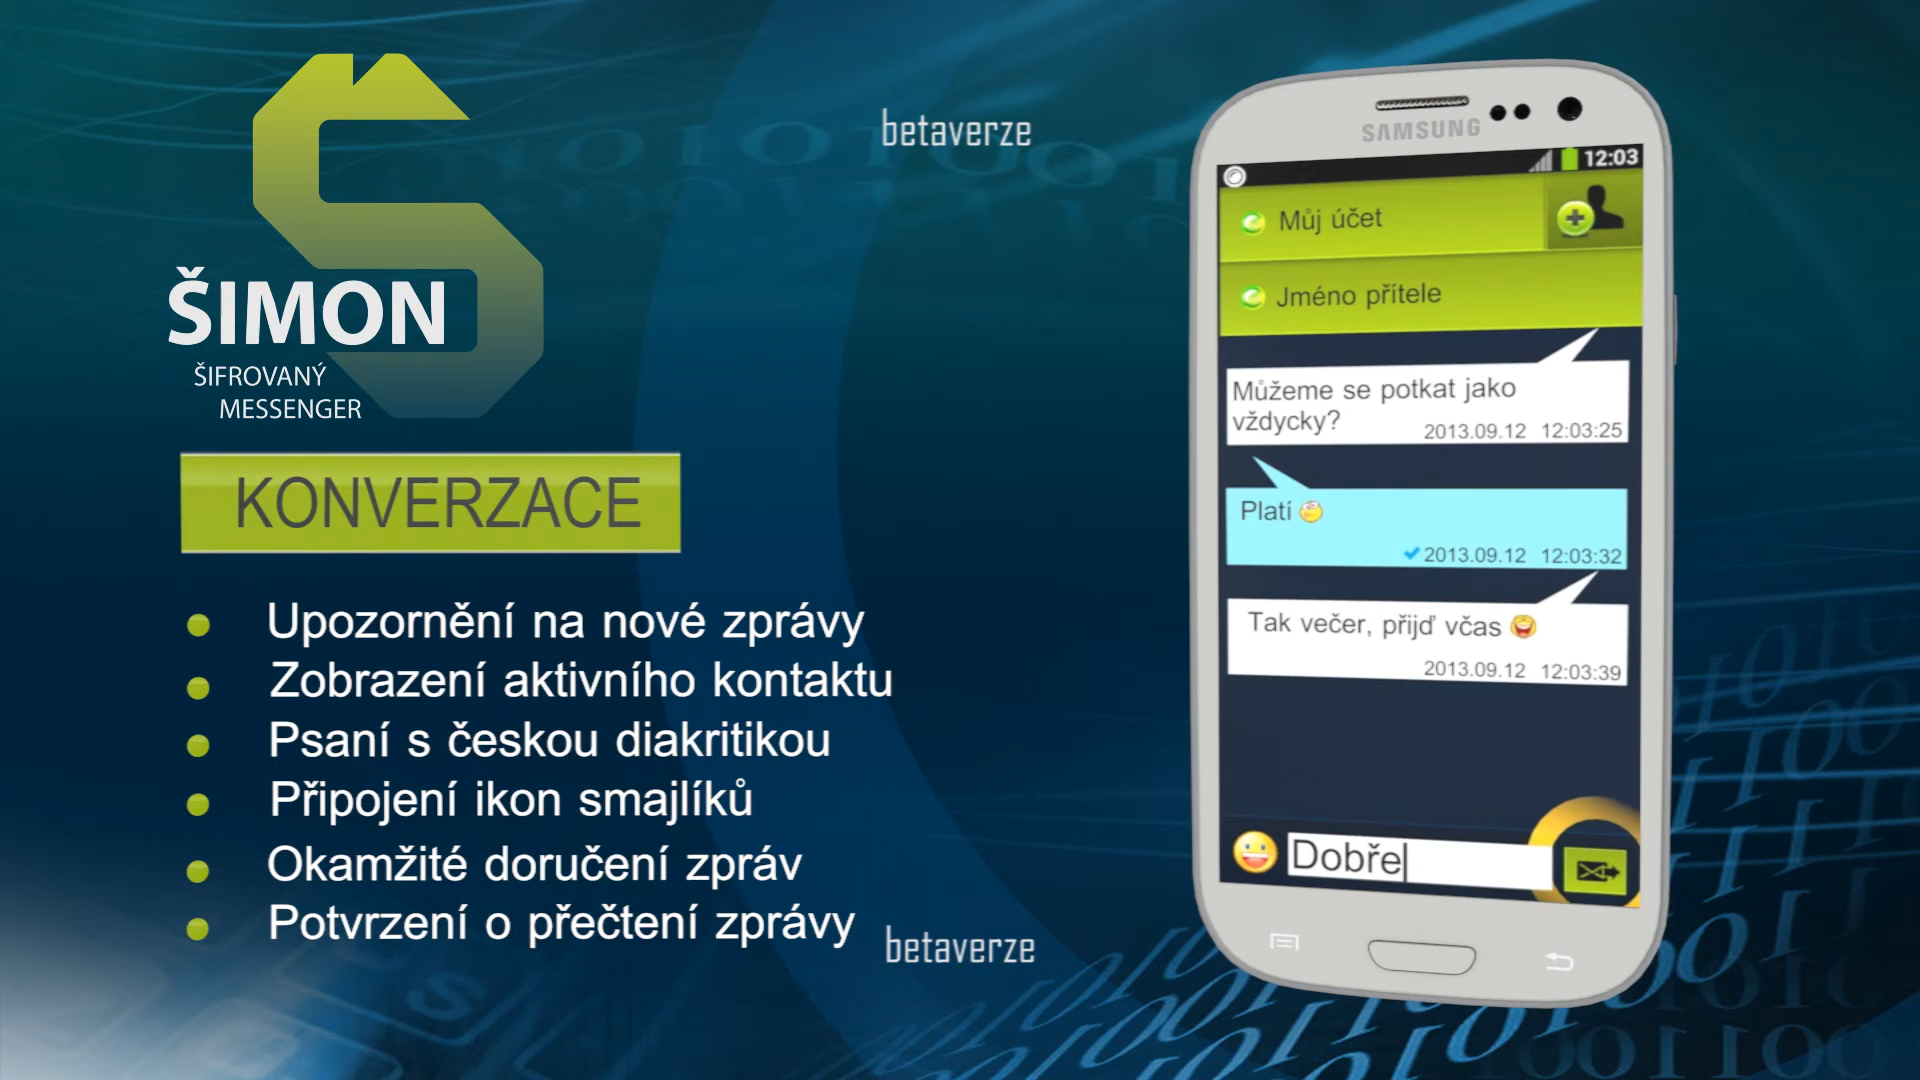 ŠIMON
ŠIFROVANÝ
MESSENGER
KONVERZACE
Upozornění na nové zprávy
Zobrazení aktivního kontaktu
Psaní s českou diakritikou
Připojení ikon smajlíků
Okamžité doručení zpráv
Potvrzení o přečtení zprávy
betaverze
betaverze
SAMSUNG
12:03
Můj účet
Jméno přítele
Můžeme se potkat jako
vždycky?
2013.09.12 12:03:25
Platí
2013.09.12 12:03:32
Tak večer, přijď včas
2013.09.12 12:03:39
Dobře